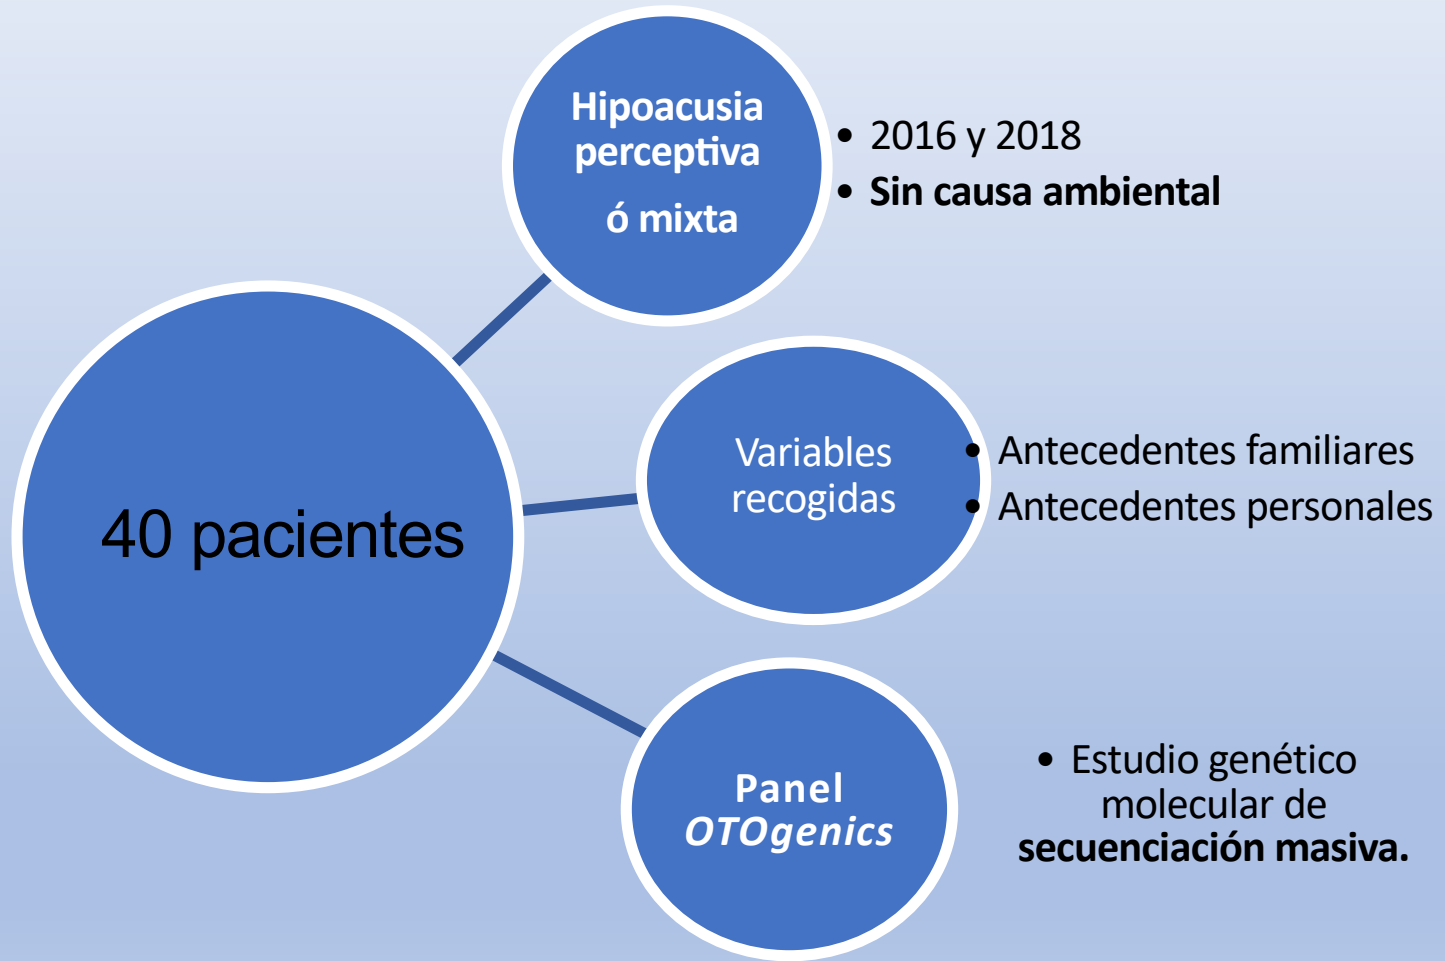 Hipoacusia
perceptiva
ó mixta
• 2016 y 2018
• Sin causa ambiental
40 pacientes
Variables
recogidas
• Antecedentes familiares
• Antecedentes personales
Panel
OTOgenics
• Estudio genético
molecular de
secuenciación masiva.